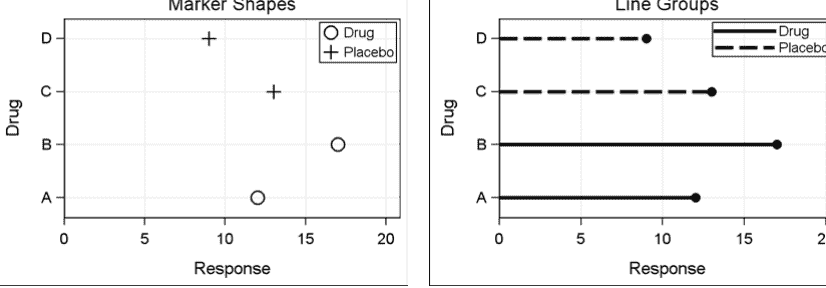 Marker Shapes
Drug
Placebo
D
C
B
A
Drug
0 5 10 15 20
Response
Line Groups
Drug
Placebo
D
C
B
A
Drug
0 5 10 15 2
Response